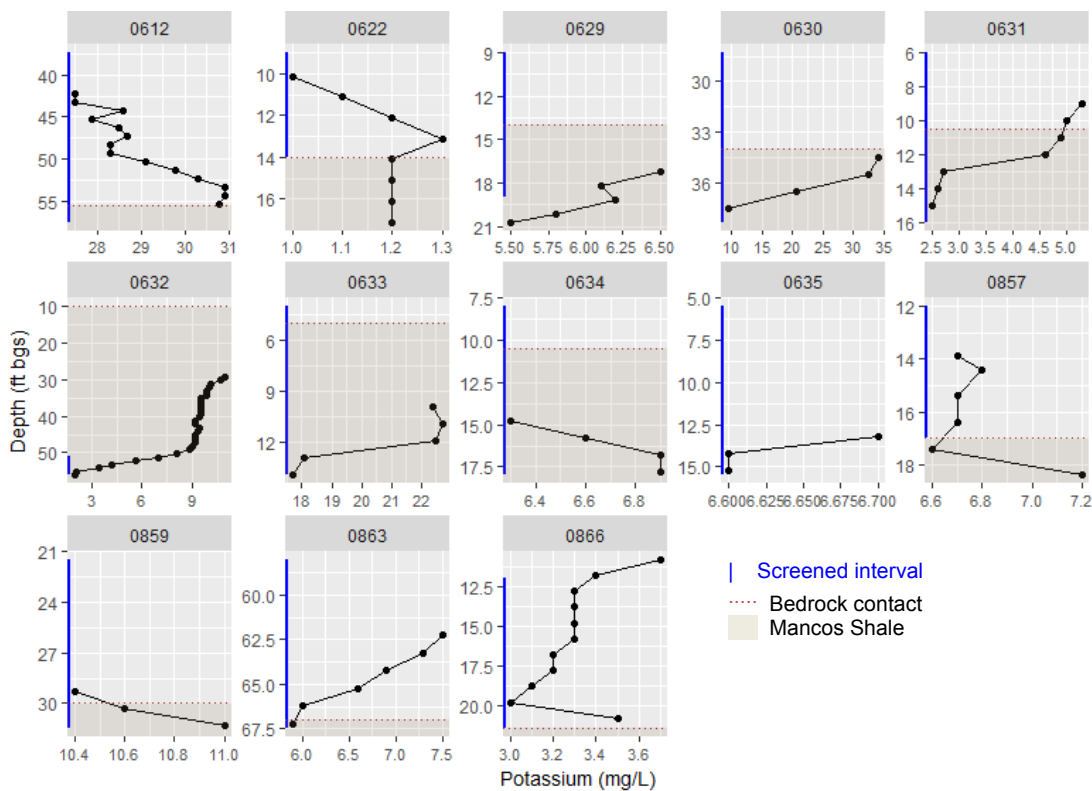 0612 0622 0629 0630 0631
40 45 50 55
10 12 14 16
9 12 15 18 21
30 33 36
6 8 10 12 14 16
28 29 30 31
1.0 1.1 1.2 1.3
5.50 5.75 6.00 6.25 6.50
10 15 20 25 30 35
2.5 3.0 3.5 4.0 4.5 5.0
0632 0633 0634 0635 0857
Depth (ft bgs)
10 20 30 40 50
6 9 12
7.5 10.0 12.5 15.0 17.5
5.0 7.5 10.0 12.5 15.0
12 14 16 18
3 6 9
18 19 20 21 22
6.4 6.6 6.8
6.600 6.625 6.650 6.675 6.700
6.6 6.8 7.0 7.2
0859 0863 0866
21 24 27 30
60.0 62.5 65.0 67.5
12.5 15.0 17.5 20.0
10.4 10.6 10.8 11.0
6.0 6.5 7.0 7.5
3.0 3.2 3.4 3.6
Screened interval
Bedrock contact
Mancos Shale
Potassium (mg/L)